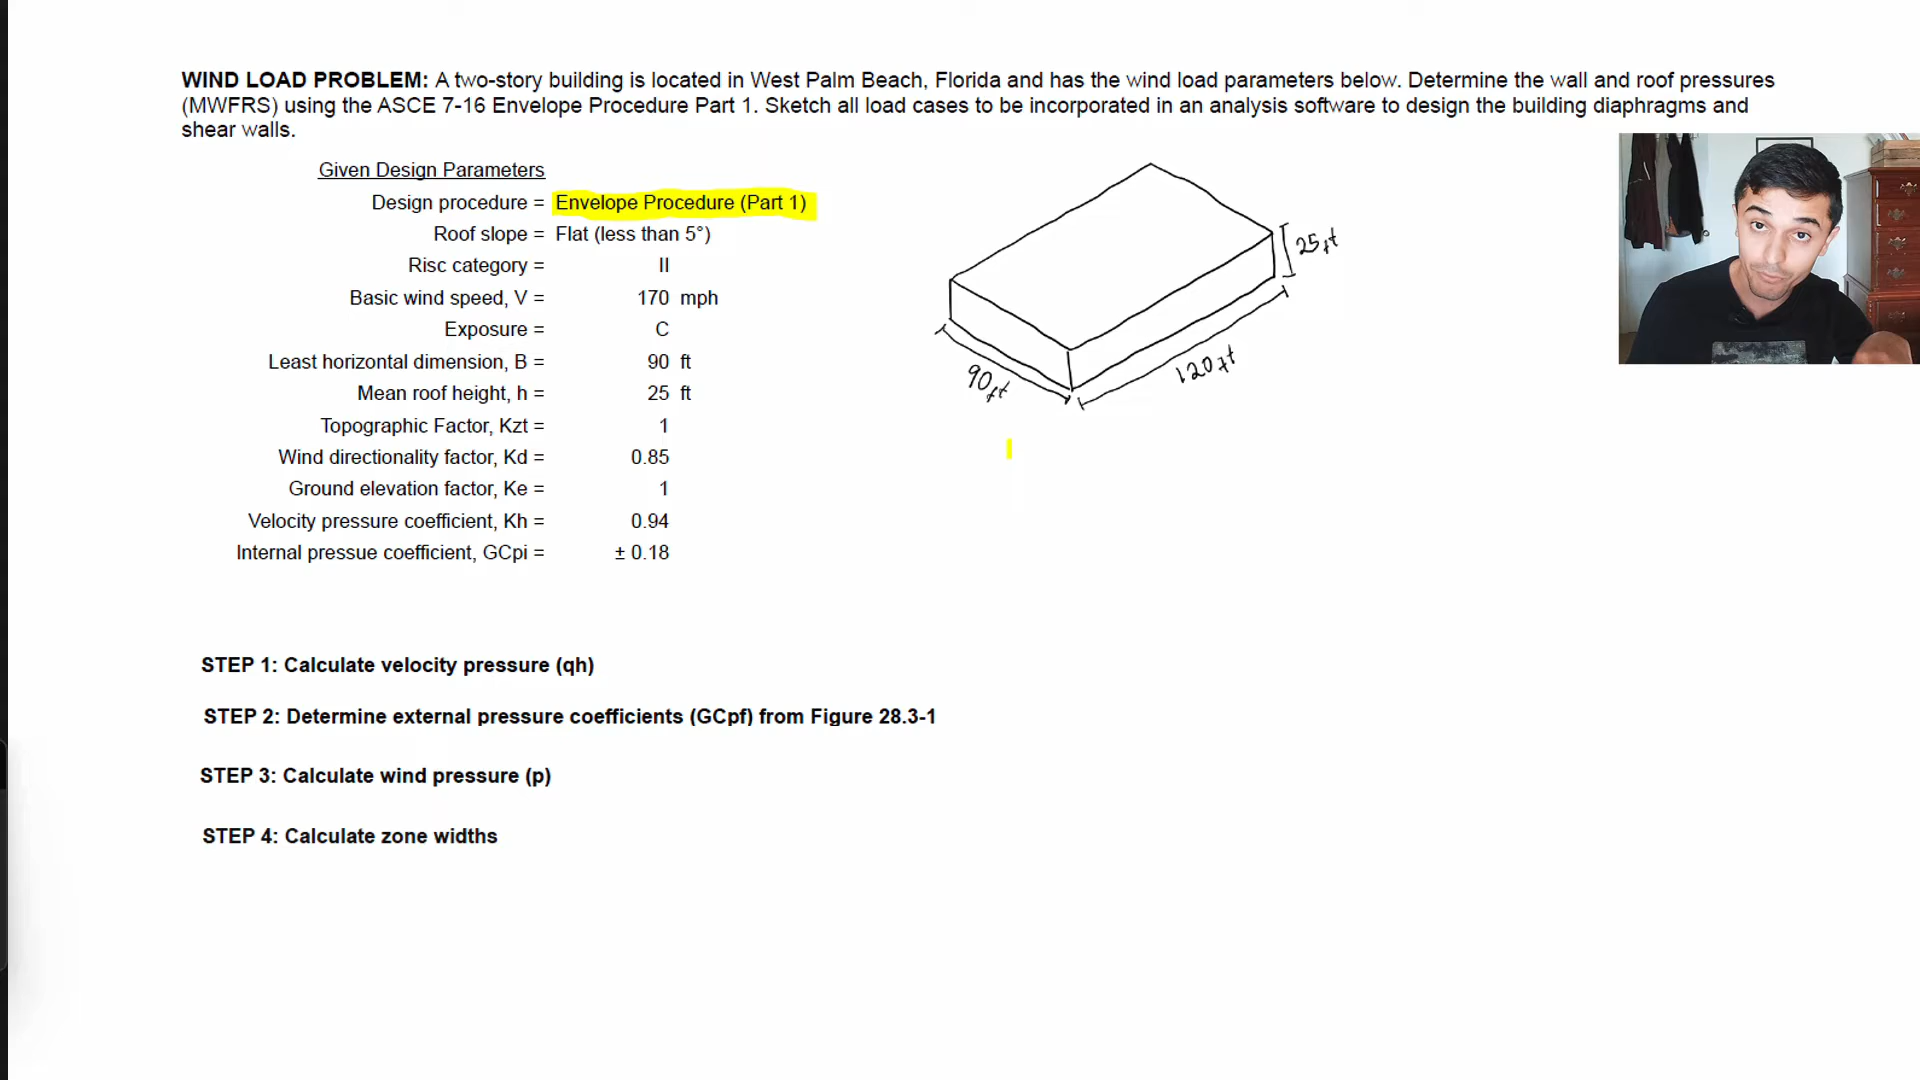 WIND LOAD PROBLEM: A two-story building is located in West Palm Beach, Florida and has the wind load parameters below. Determine the wall and roof pressures
(MWFRS) using the ASCE 7-16 Envelope Procedure Part 1. Sketch all load cases to be incorporated in an analysis software to design the building diaphragms and
shear walls.
Given Design Parameters
Design procedure = Envelope Procedure (Part 1)
Roof slope = Flat (less than 5°)
Risc category = II
Basic wind speed, V = 170 mph
Exposure = C
Least horizontal dimension, B = 90 ft
Mean roof height, h = 25 ft
Topographic Factor, Kzt = 1
Wind directionality factor, Kd = 0.85
Ground elevation factor, Ke = 1
Velocity pressure coefficient, Kh = 0.94
Internal pressue coefficient, GCpi = ± 0.18
25ft
90ft
120ft
STEP 1: Calculate velocity pressure (qh)
STEP 2: Determine external pressure coefficients (GCpf) from Figure 28.3-1
STEP 3: Calculate wind pressure (p)
STEP 4: Calculate zone widths